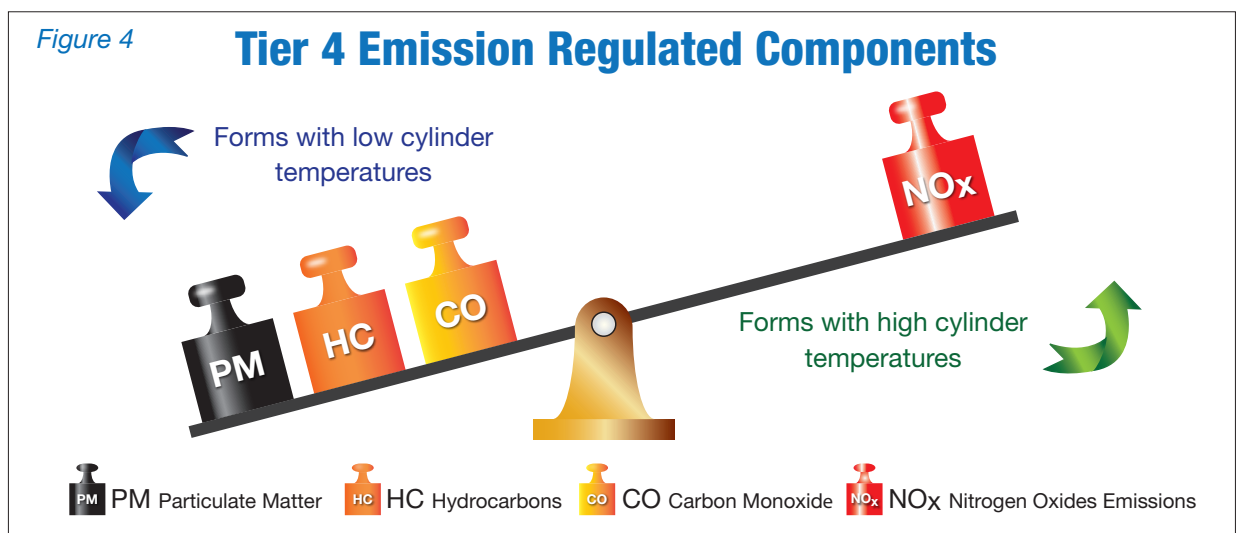 Figure 4
Tier 4 Emission Regulated Components
Forms with low cylinder
temperatures
NOx
PM
HC
CO
Forms with high cylinder
temperatures
PM PM Particulate Matter HC HC Hydrocarbons CO CO Carbon Monoxide NOx NOx Nitrogen Oxides Emissions